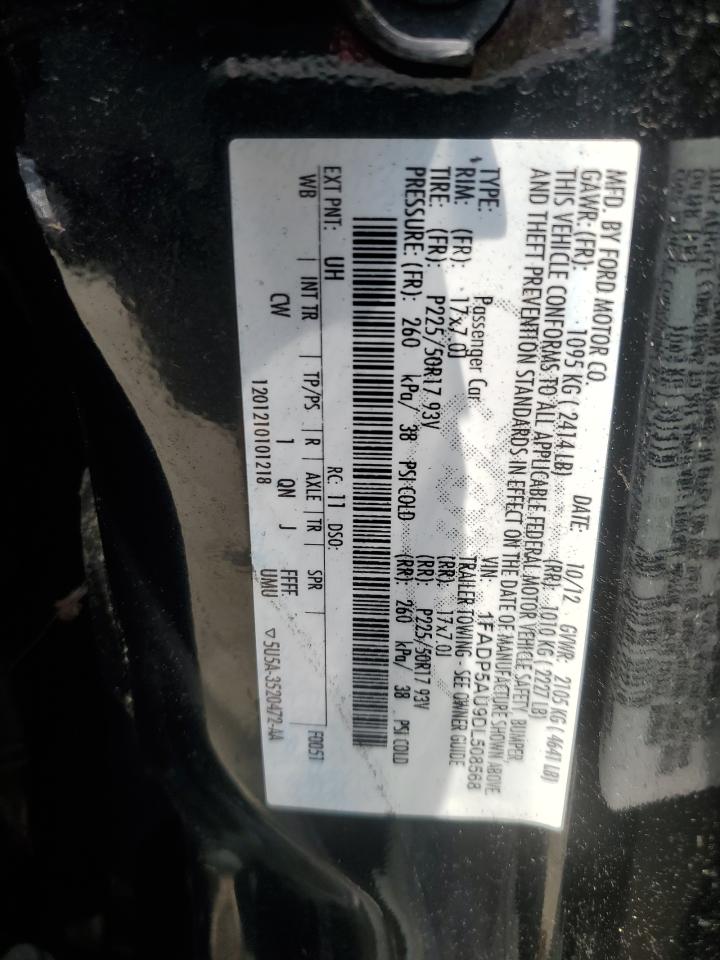 MFD. BY FORD MOTOR CO.
DATE: 10/12 GVWR: 2105 KG ( 4641 LB)
GAWR: (FR): 1095 KG ( 2414 LB) (RR): 1010 KG ( 2227 LB)
THIS VEHICLE CONFORMS TO ALL APPLICABLE FEDERAL MOTOR VEHICLE SAFETY, BUMPER,
AND THEFT PREVENTION STANDARDS IN EFFECT ON THE DATE OF MANUFACTURE SHOWN ABOVE.
VIN: 1FADP5AU9DL508568
TYPE: Passenger Car TRAILER TOWING - SEE OWNER GUIDE
RIM: (FR): 17x7.0J (RR): 17x7.0J
TIRE: (FR): P225/50R17 93V (RR): P225/50R17 93V
PRESSURE: (FR): 260 kPa/ 38 PSI COLD (RR): 260 kPa/ 38 PSI COLD
EXT PNT: UH RC: 11 DSO: F0051
WB | INT TR | TP/PS | R | AXLE | TR | SPR |
CW 1 QN J FFFF
1201210101218 UMU ▽5U5A-3520472-AA